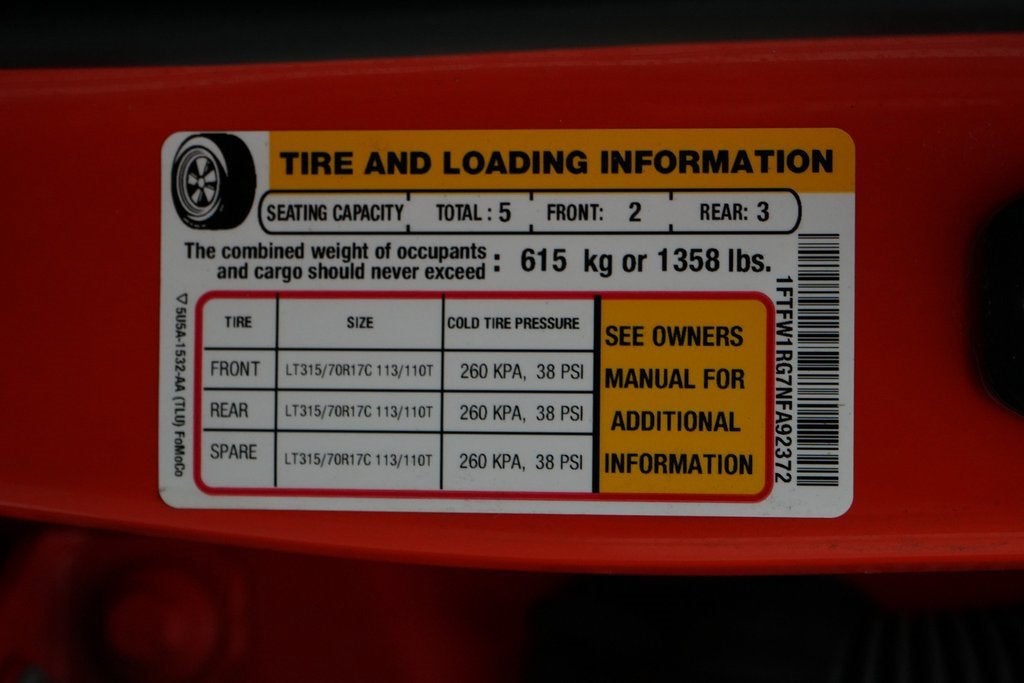 TIRE AND LOADING INFORMATION
SEATING CAPACITY TOTAL : 5 FRONT: 2 REAR: 3
The combined weight of occupants
and cargo should never exceed : 615 kg or 1358 lbs.
TIRE SIZE COLD TIRE PRESSURE
FRONT LT315/70R17C 113/110T 260 KPA, 38 PSI
REAR LT315/70R17C 113/110T 260 KPA, 38 PSI
SPARE LT315/70R17C 113/110T 260 KPA, 38 PSI
SEE OWNERS
MANUAL FOR
ADDITIONAL
INFORMATION
1FTFW1RG7NFA92372
5U5A-1532-AA (TLU) FoMoCo